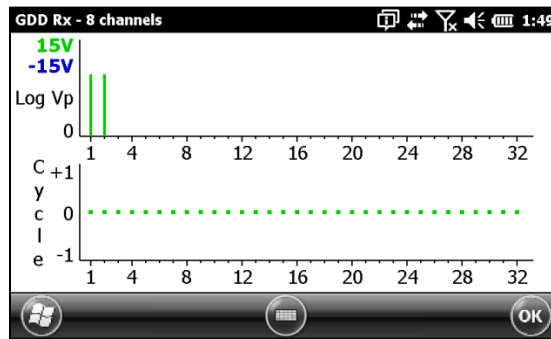 GDD Rx - 8 channels 1:49
15V
-15V
Log Vp
0
1 4 8 12 16 20 24 28 32
Cycle
+1
0
-1
1 4 8 12 16 20 24 28 32
OK